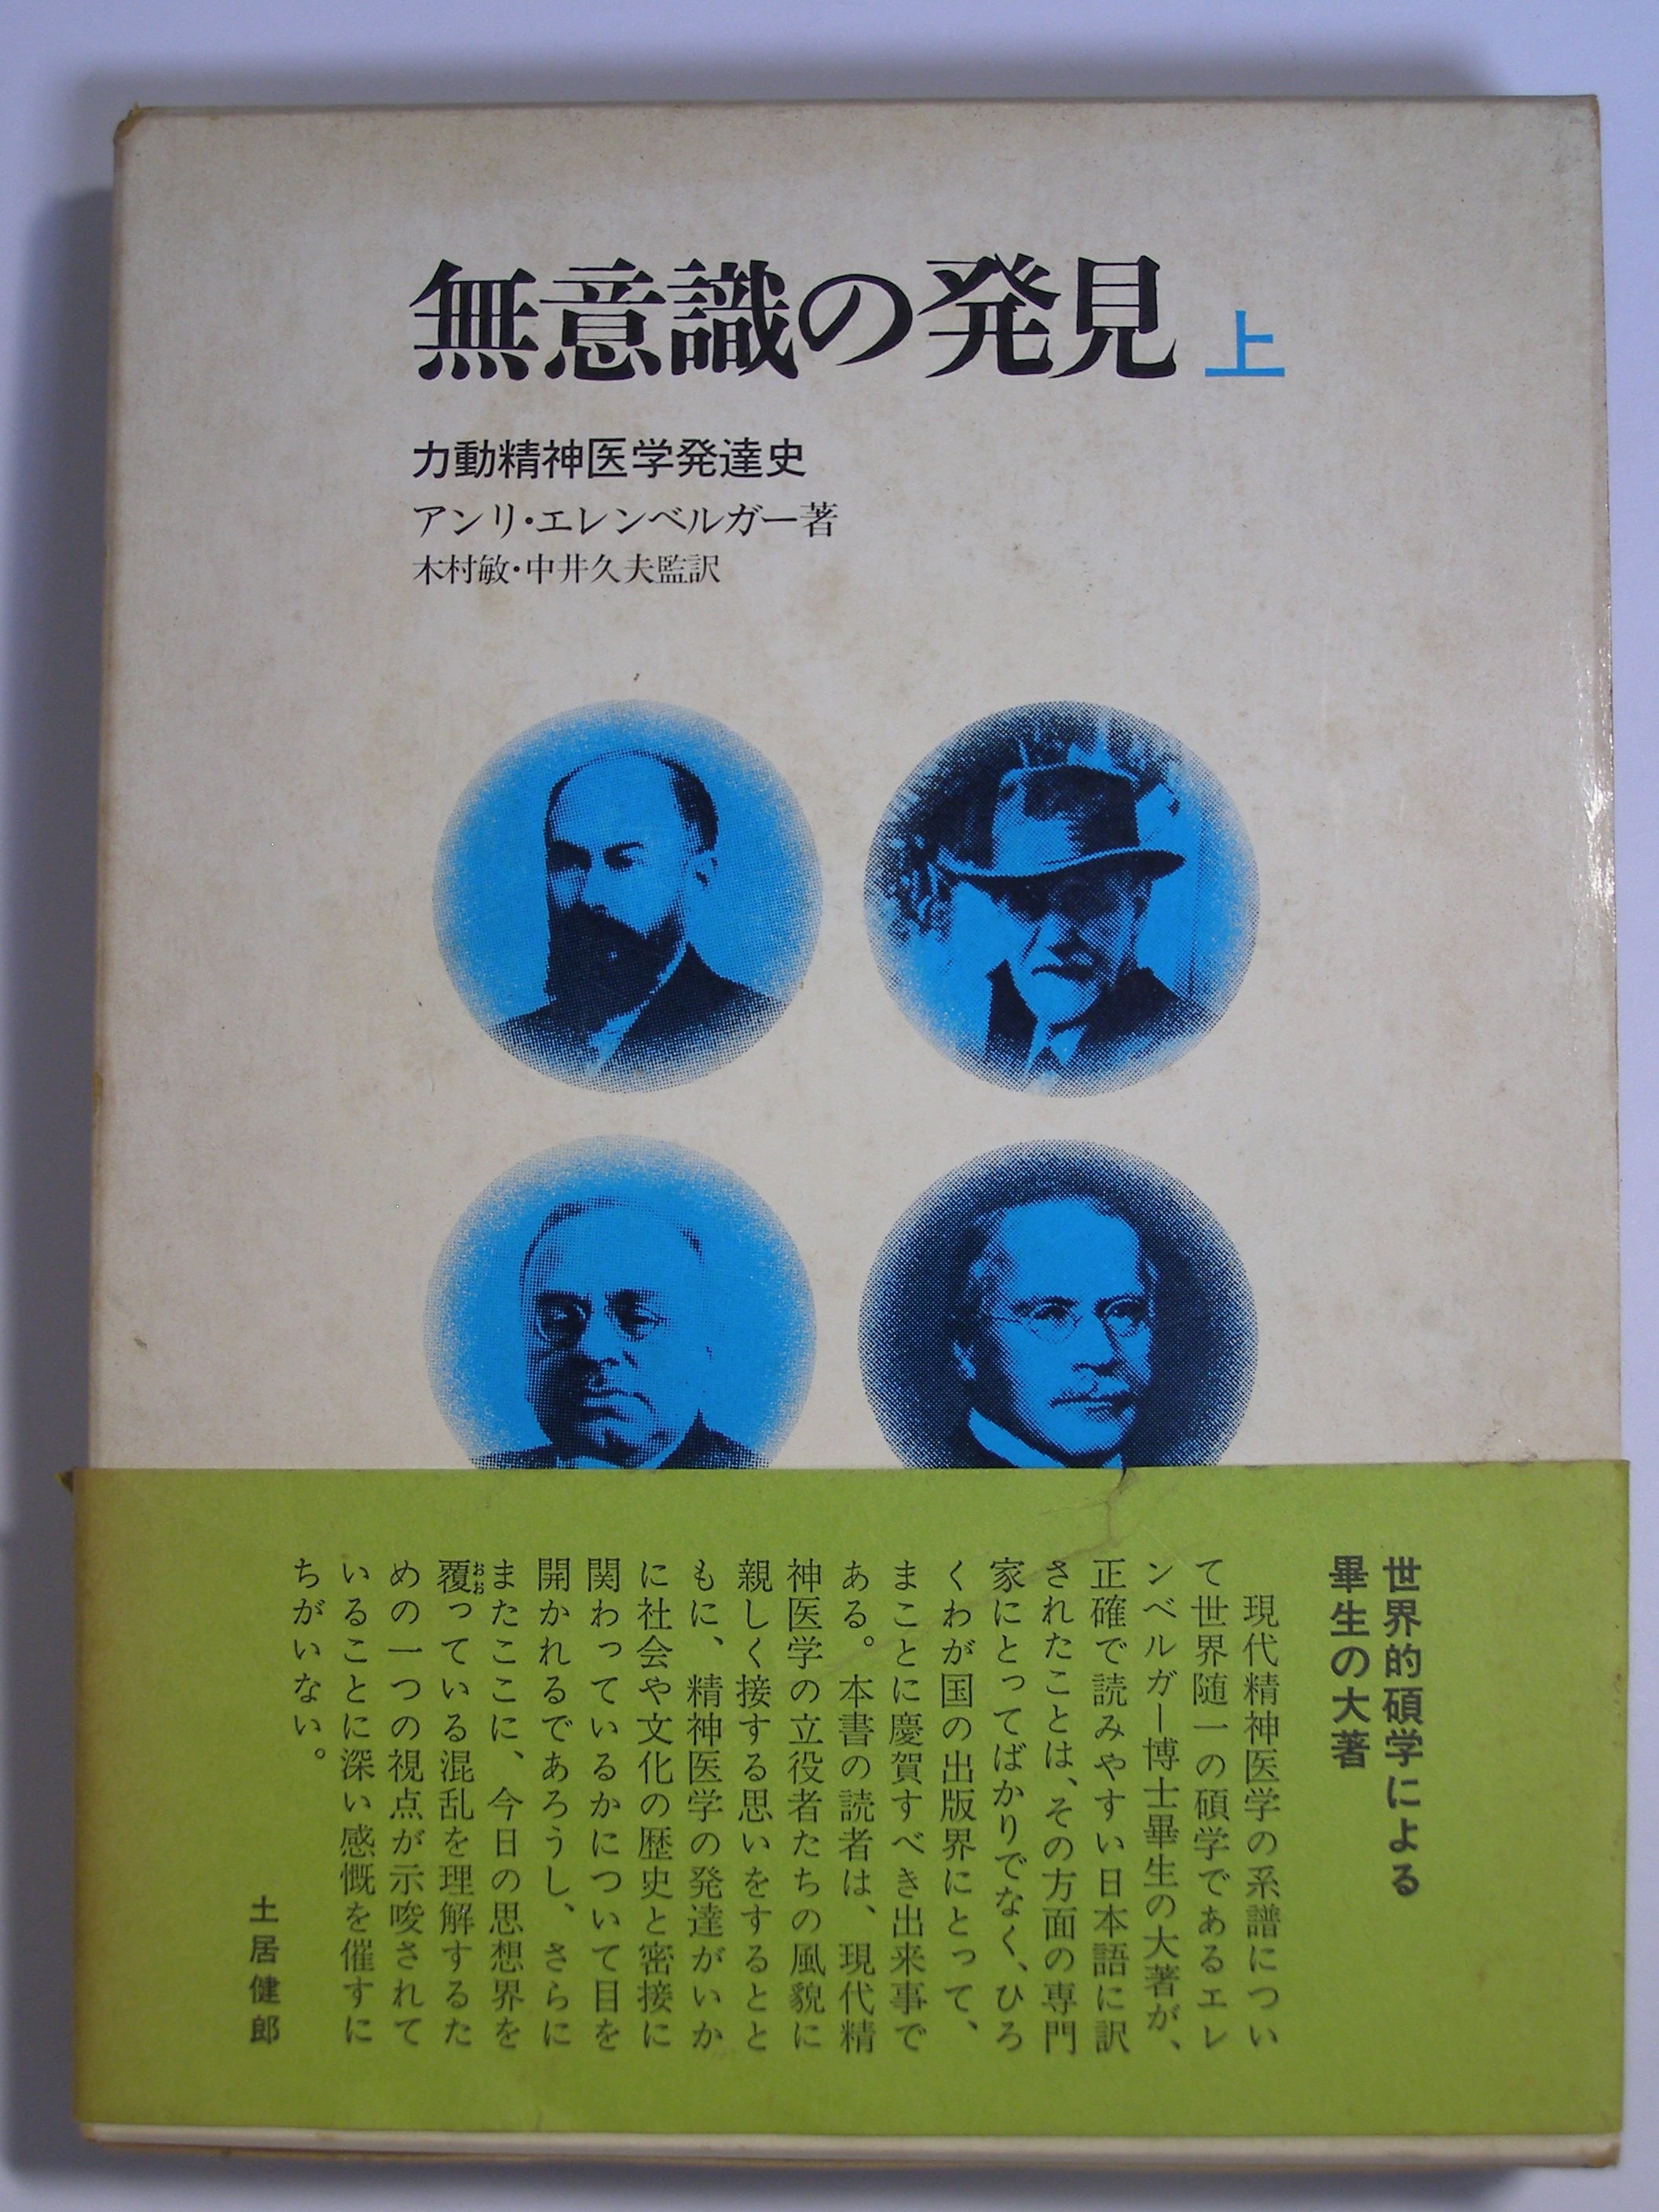 無意識の発見 上
力動精神医学発達史
アンリ・エレンベルガー著
木村敏・中井久夫監訳
世界的碩学による
畢生の大著
現代精神医学の系譜につい
て世界随一の碩学であるエレ
ンベルガー博士畢生の大著が、
正確で読みやすい日本語に訳
されたことは、その方面の専門
家にとってばかりでなく、ひろ
くわが国の出版界にとって、
まことに慶賀すべき出来事で
ある。本書の読者は、現代精
神医学の立役者たちの風貌に
親しく接する思いをするとと
もに、精神医学の発達がいか
に社会や文化の歴史と密接に
関わっているかについて目を
開かれるであろうし、さらに
またここに、今日の思想界を
覆おおっている混乱を理解するた
めの一つの視点が示唆されて
いることに深い感慨を催すに
ちがいない。
土居健郎